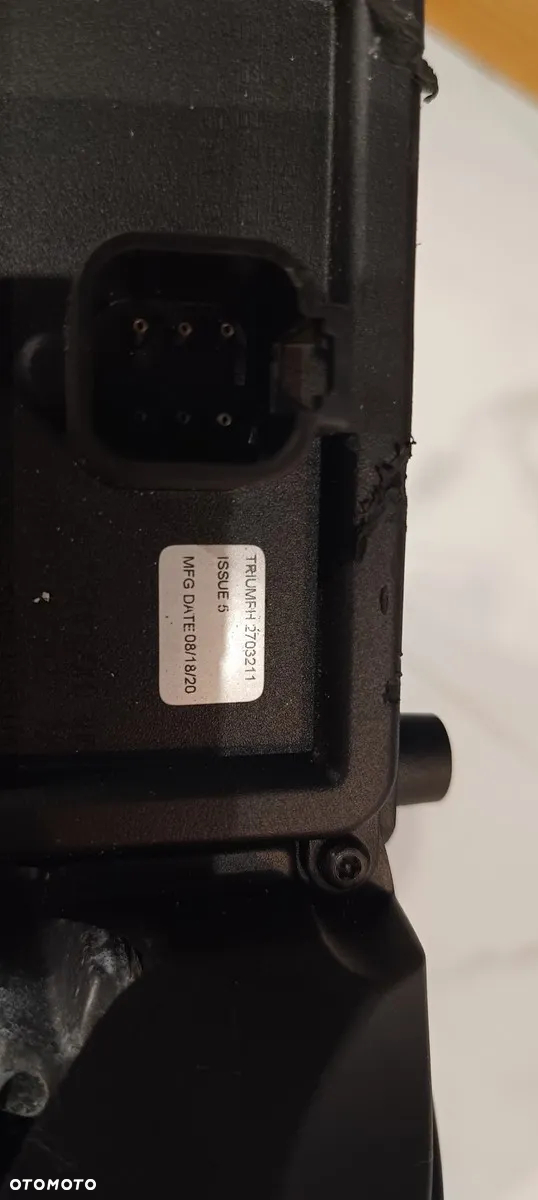 TRIUMPH 2703211
ISSUE 5
MFG DATE 08/18/20
OTOMOTO